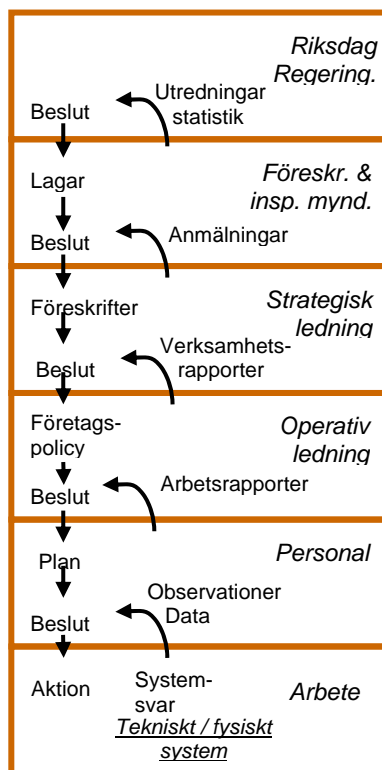 Riksdag
Regering.
Utredningar
statistik
Beslut
Lagar
Föreskr. &
insp. mynd.
Beslut
Anmälningar
Föreskrifter
Strategisk
ledning
Verksamhets-
rapporter
Beslut
Företags-
policy
Operativ
ledning
Beslut
Arbetsrapporter
Plan
Personal
Observationer
Data
Beslut
Aktion
System-
svar
Arbete
Tekniskt / fysiskt
system